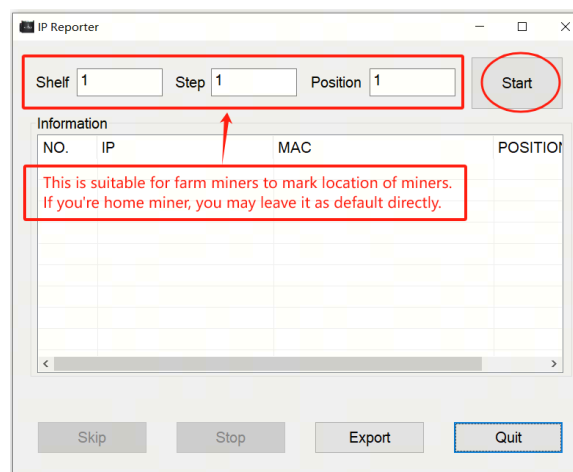 IP Reporter
Shelf 1 Step 1 Position 1 Start
Information
NO. IP MAC POSITION
This is suitable for farm miners to mark location of miners.
If you're home miner, you may leave it as default directly.
Skip Stop Export Quit